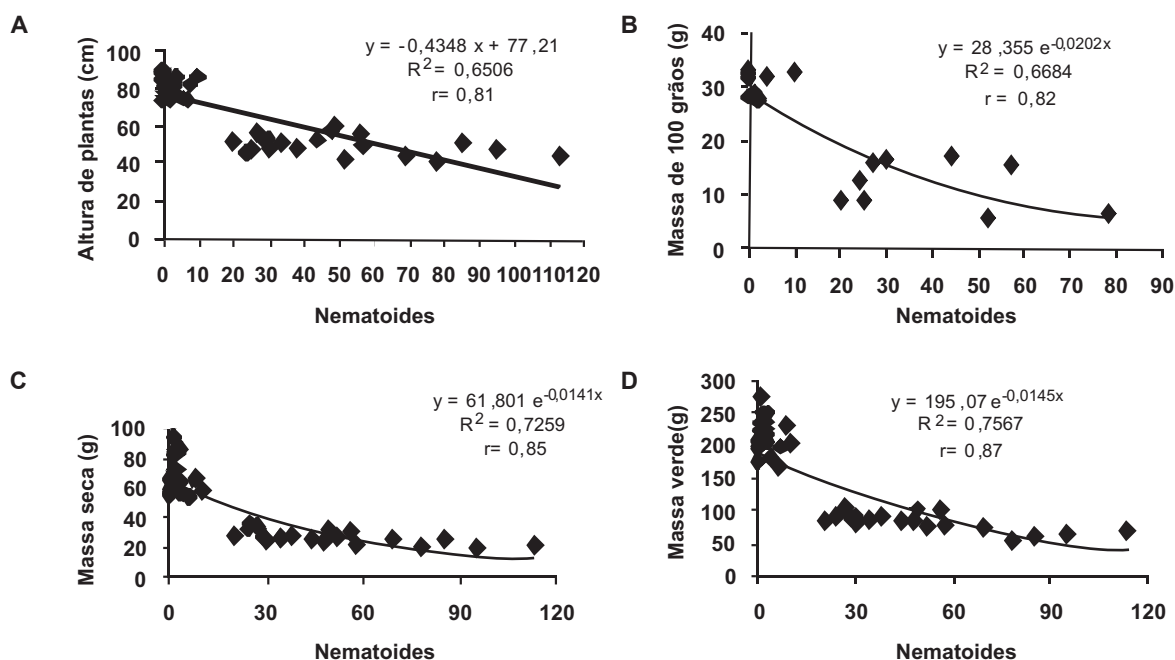 A
Altura de plantas (cm)
100
80
60
40
20
0
y = -0,4348 x + 77,21
R2 = 0,6506
r= 0,81
0 10 20 30 40 50 60 70 80 90 100110120
Nematoides
B
Massa de 100 grãos (g)
40
30
20
10
0
y = 28 ,355 e-0,0202x
R2 = 0,6684
r = 0,82
0 10 20 30 40 50 60 70 80 90
Nematoides
C
Massa seca (g)
100
80
60
40
20
0
y = 61 ,801 e-0,0141x
R2 = 0,7259
r= 0,85
0 30 60 90 120
Nematoides
D
Massa verde(g)
300
250
200
150
100
50
0
y = 195 ,07 e-0,0145x
R2 = 0,7567
r= 0,87
0 30 60 90 120
Nematoides